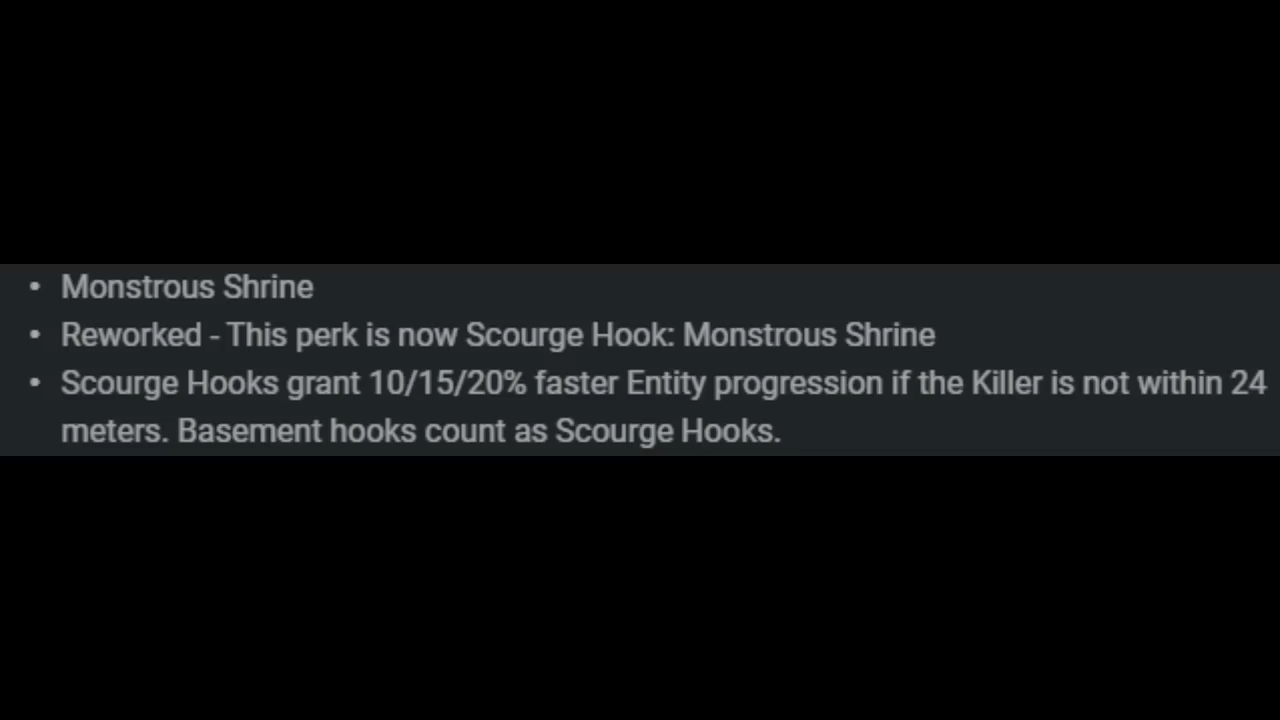 • Monstrous Shrine
• Reworked - This perk is now Scourge Hook: Monstrous Shrine
• Scourge Hooks grant 10/15/20% faster Entity progression if the Killer is not within 24
meters. Basement hooks count as Scourge Hooks.